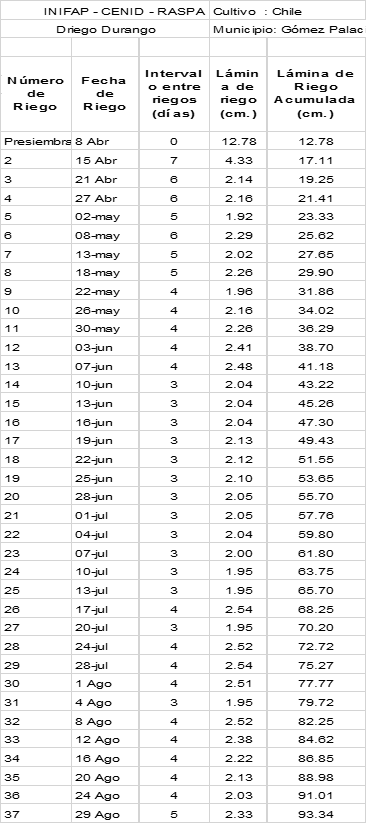 INIFAP - CENID - RASPA Cultivo : Chile
Driego Durango Municipio: Gómez Palac
Número de Riego Fecha de Riego Interval o entre riegos (días) Lámin a de riego (cm.) Lámina de Riego Acumulada (cm.)
Presiembra 8 Abr 0 12.78 12.78
2 15 Abr 7 4.33 17.11
3 21 Abr 6 2.14 19.25
4 27 Abr 6 2.16 21.41
5 02-may 5 1.92 23.33
6 08-may 6 2.29 25.62
7 13-may 5 2.02 27.65
8 18-may 5 2.26 29.90
9 22-may 4 1.96 31.86
10 26-may 4 2.16 34.02
11 30-may 4 2.26 36.29
12 03-jun 4 2.41 38.70
13 07-jun 4 2.48 41.18
14 10-jun 3 2.04 43.22
15 13-jun 3 2.04 45.26
16 16-jun 3 2.04 47.30
17 19-jun 3 2.13 49.43
18 22-jun 3 2.12 51.55
19 25-jun 3 2.10 53.65
20 28-jun 3 2.05 55.70
21 01-jul 3 2.05 57.76
22 04-jul 3 2.04 59.80
23 07-jul 3 2.00 61.80
24 10-jul 3 1.95 63.75
25 13-jul 3 1.95 65.70
26 17-jul 4 2.54 68.25
27 20-jul 3 1.95 70.20
28 24-jul 4 2.52 72.72
29 28-jul 4 2.54 75.27
30 1 Ago 4 2.51 77.77
31 4 Ago 3 1.95 79.72
32 8 Ago 4 2.52 82.25
33 12 Ago 4 2.38 84.62
34 16 Ago 4 2.22 86.85
35 20 Ago 4 2.13 88.98
36 24 Ago 4 2.03 91.01
37 29 Ago 5 2.33 93.34